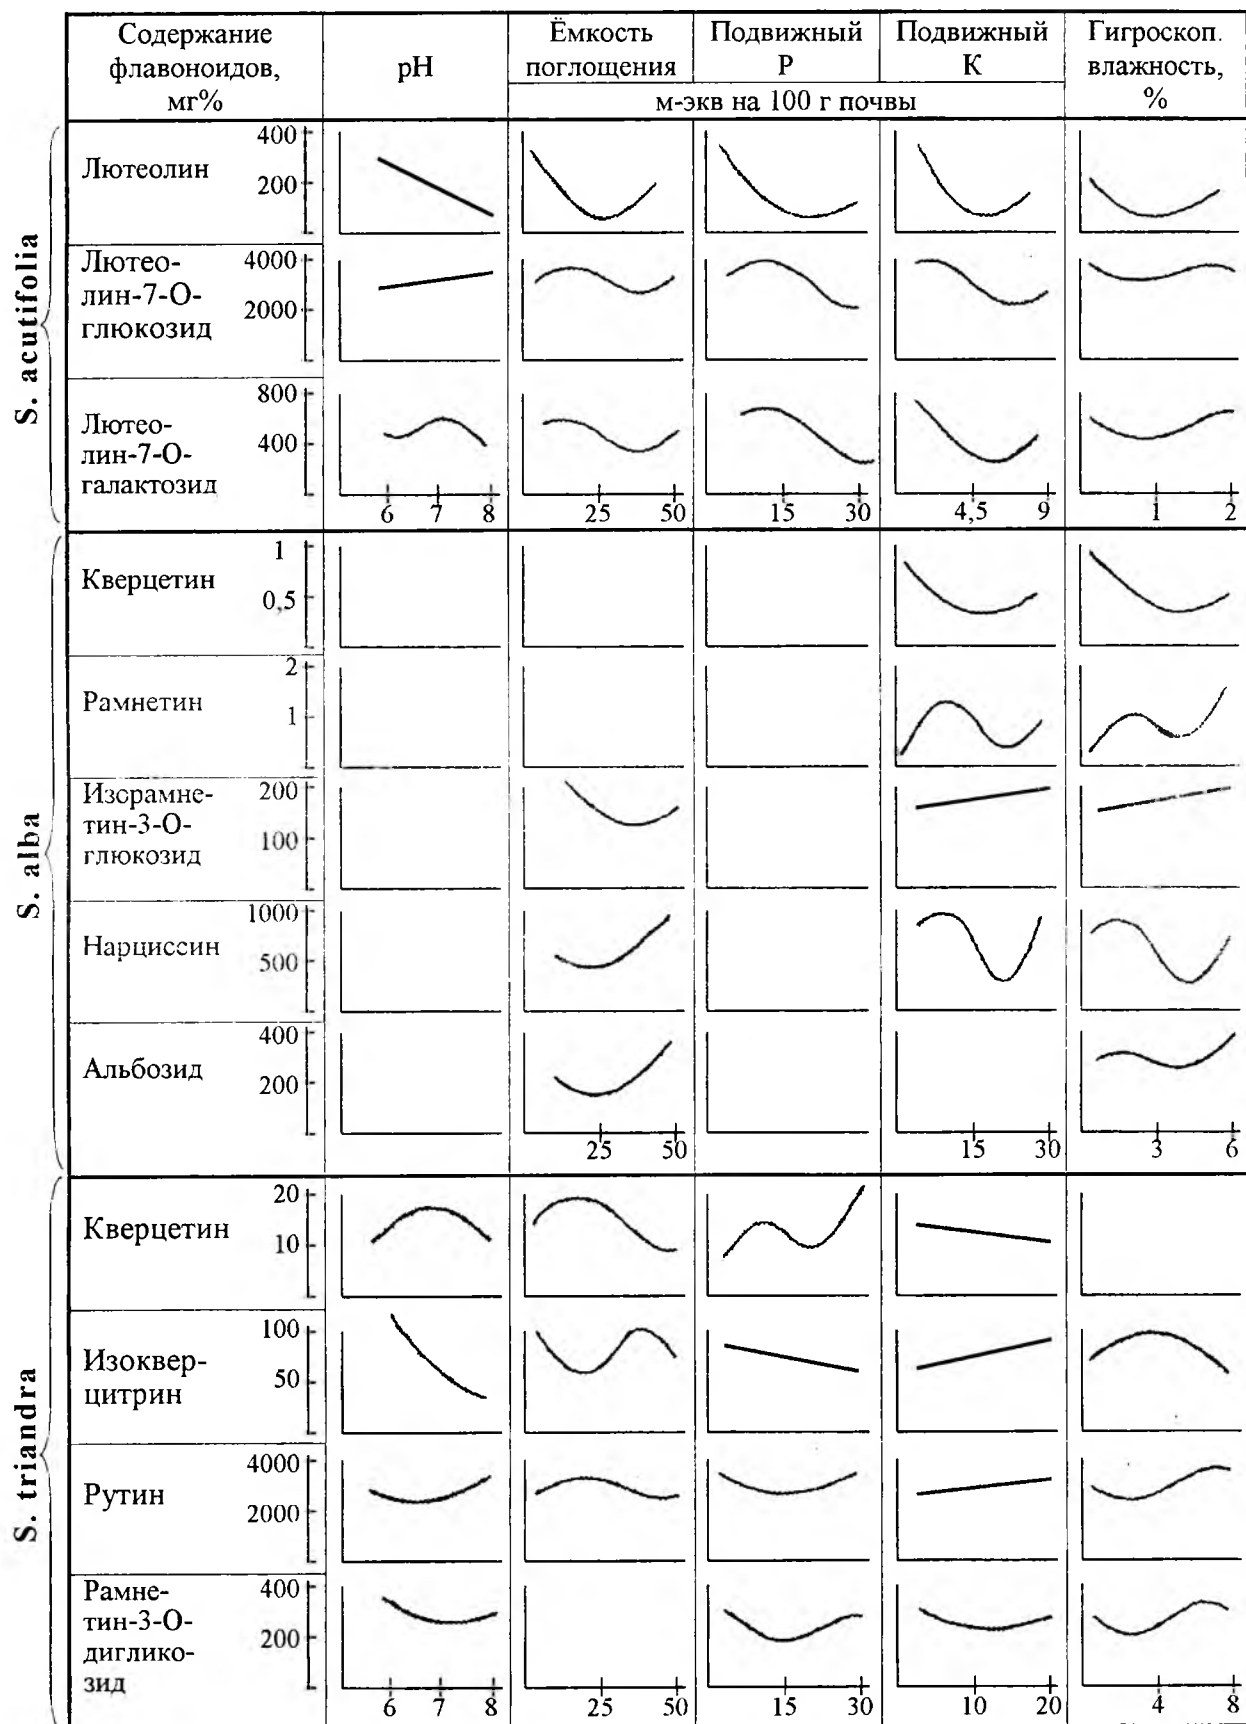 Содержание
флавоноидов,
мг%
pH
Ёмкость
поглощения
Подвижный
P
Подвижный
К
Гигроскоп.
влажность,
%
м-экв на 100 г почвы
S. acutifolia
Лютеолин
400
200
Лютео-
лин-7-О-
глюкозид
4000
2000
Лютео-
лин-7-О-
галактозид
800
400
6 7 8
25 50
15 30
4,5 9
1 2
S. alba
Кверцетин
1
0,5
Рамнетин
2
1
Изорамне-
тин-3-О-
глюкозид
200
100
Нарциссин
1000
500
Альбозид
400
200
25 50
15 30
3 6
S. triandra
Кверцетин
20
10
Изоквер-
цитрин
100
50
Рутин
4000
2000
Рамне-
тин-3-О-
биглико-
зид
400
200
6 7 8
25 50
15 30
10 20
4 8